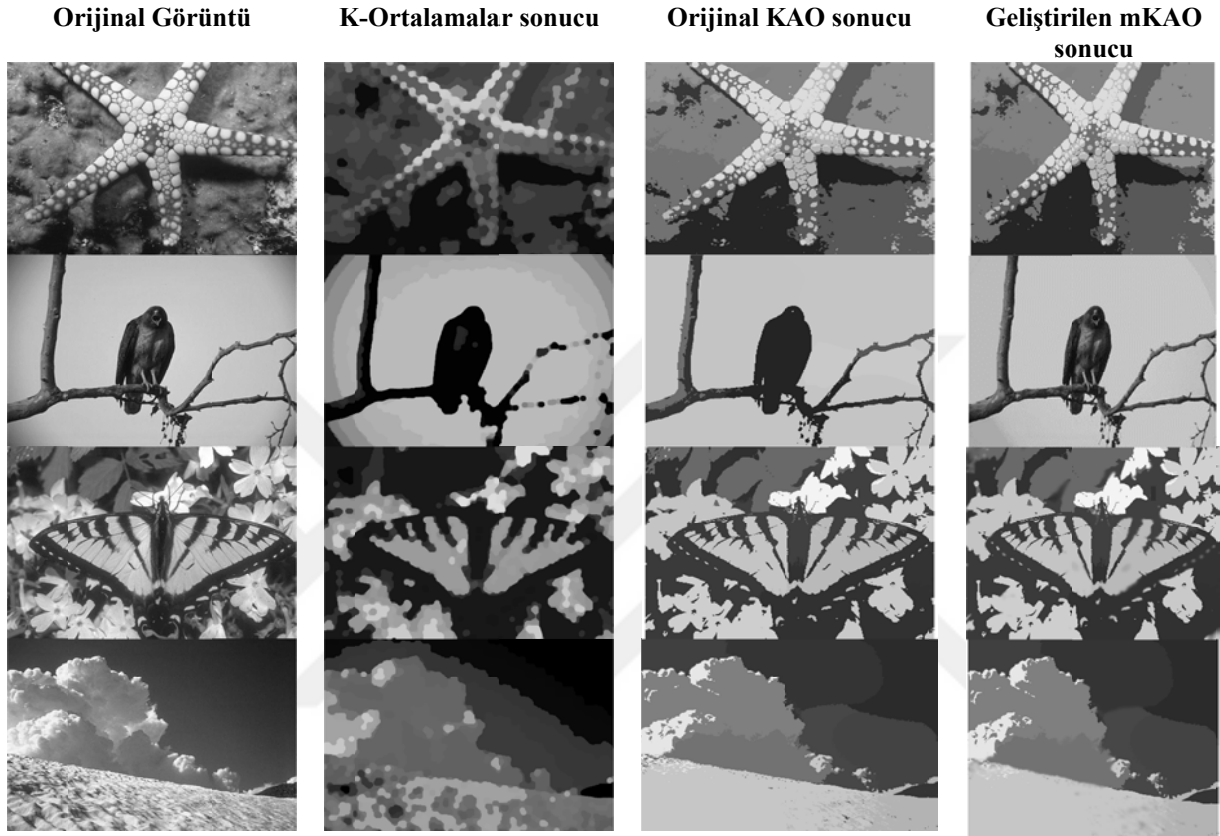 Orijinal Görüntü
K-Ortalamalar sonucu
Orijinal KAO sonucu
Geliştirilen mKAO
sonucu